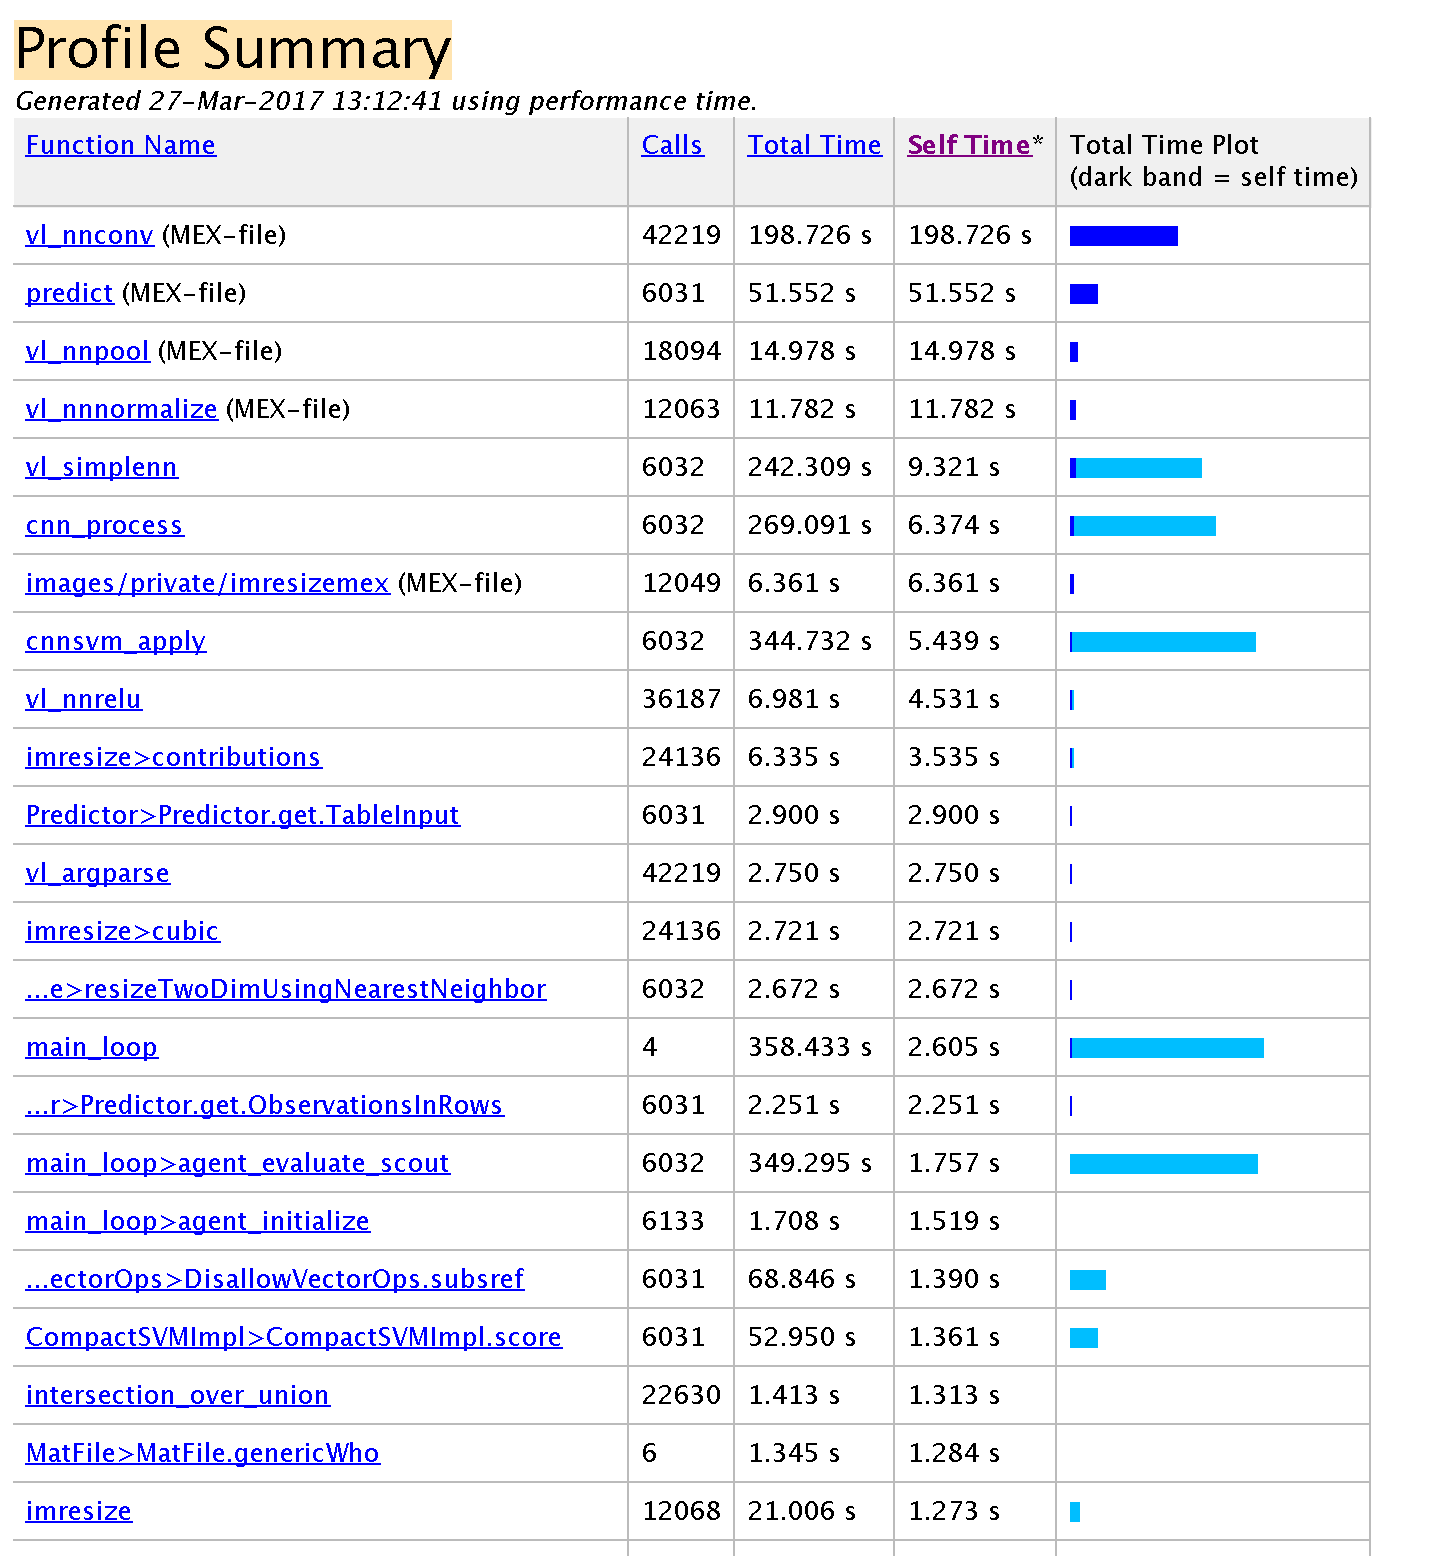 Profile Summary
Generated 27-Mar-2017 13:12:41 using performance time.
Function Name Calls Total Time Self Time* Total Time Plot
(dark band = self time)
vl_nnconv (MEX-file) 42219 198.726 s 198.726 s
predict (MEX-file) 6031 51.552 s 51.552 s
vl_nnpool (MEX-file) 18094 14.978 s 14.978 s
vl_nnnormalize (MEX-file) 12063 11.782 s 11.782 s
vl_simplenn 6032 242.309 s 9.321 s
cnn_process 6032 269.091 s 6.374 s
images/private/imresizemex (MEX-file) 12049 6.361 s 6.361 s
cnnsvm_apply 6032 344.732 s 5.439 s
vl_nnrelu 36187 6.981 s 4.531 s
imresize>contributions 24136 6.335 s 3.535 s
Predictor>Predictor.get.TableInput 6031 2.900 s 2.900 s
vl_argparse 42219 2.750 s 2.750 s
imresize>cubic 24136 2.721 s 2.721 s
...e>resizeTwoDimUsingNearestNeighbor 6032 2.672 s 2.672 s
main_loop 4 358.433 s 2.605 s
...r>Predictor.get.ObservationsInRows 6031 2.251 s 2.251 s
main_loop>agent_evaluate_scout 6032 349.295 s 1.757 s
main_loop>agent_initialize 6133 1.708 s 1.519 s
...ectorOps>DisallowVectorOps.subsref 6031 68.846 s 1.390 s
CompactSVMImpl>CompactSVMImpl.score 6031 52.950 s 1.361 s
intersection_over_union 22630 1.413 s 1.313 s
MatFile>MatFile.genericWho 6 1.345 s 1.284 s
imresize 12068 21.006 s 1.273 s